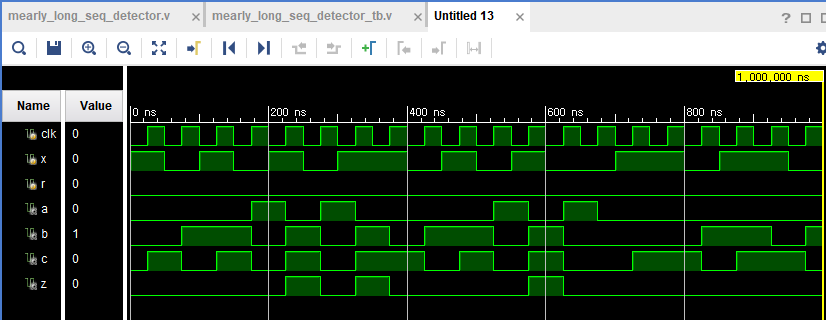 mearly_long_seq_detector.v × mearly_long_seq_detector_tb.v × Untitled 13 × ?
1,000,000 ns
Name Value 0 ns 200 ns 400 ns 600 ns 800 ns
clk 0
x 0
r 0
a 0
b 1
c 0
z 0